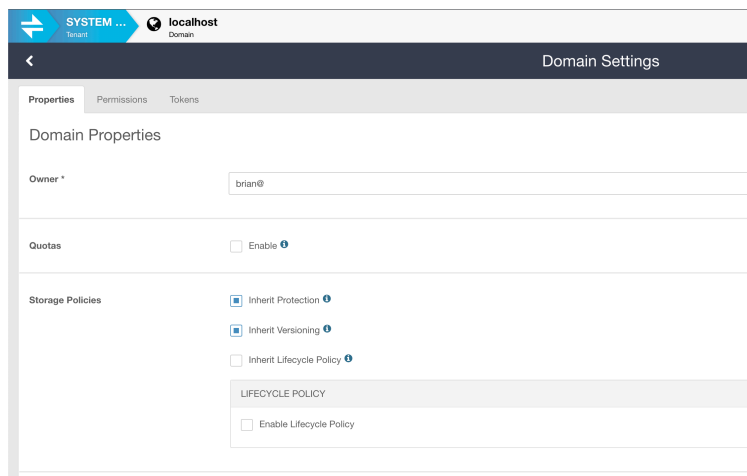 SYSTEM ...
Tenant
localhost
Domain
Domain Settings
Properties Permissions Tokens
Domain Properties
Owner * brian@
Quotas Enable
Storage Policies Inherit Protection
Inherit Versioning
Inherit Lifecycle Policy
LIFECYCLE POLICY
Enable Lifecycle Policy